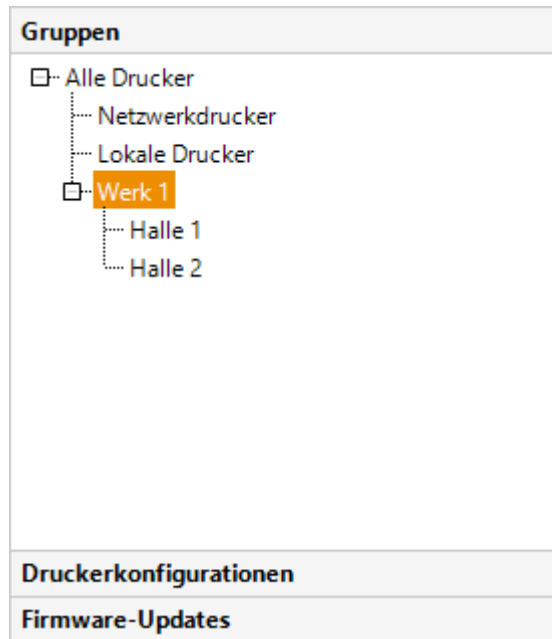 Gruppen
Alle Drucker
Netzwerkdrucker
Lokale Drucker
Werk 1
Halle 1
Halle 2
Druckerkonfigurationen
Firmware-Updates